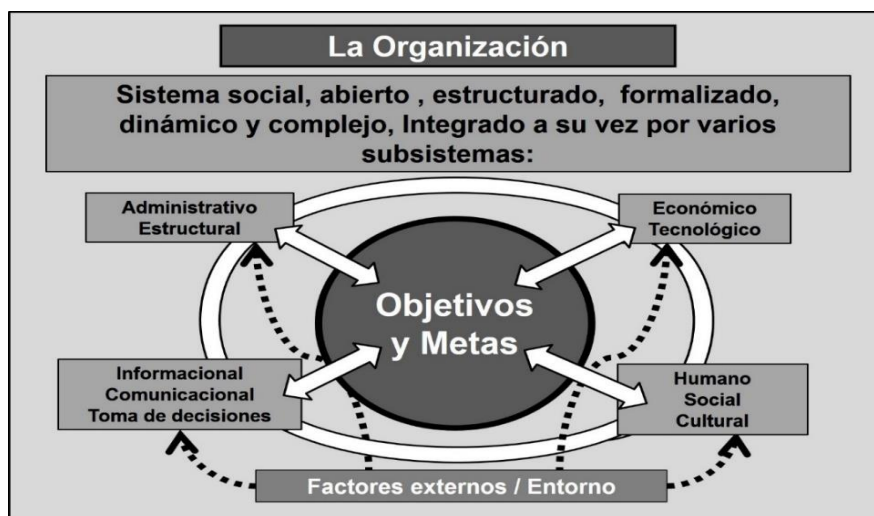 La Organización
Sistema social, abierto , estructurado, formalizado,
dinámico y complejo, Integrado a su vez por varios
subsistemas:
Administrativo
Estructural
Económico
Tecnológico
Objetivos
y Metas
Informacional
Comunicacional
Toma de decisiones
Humano
Social
Cultural
Factores externos / Entorno